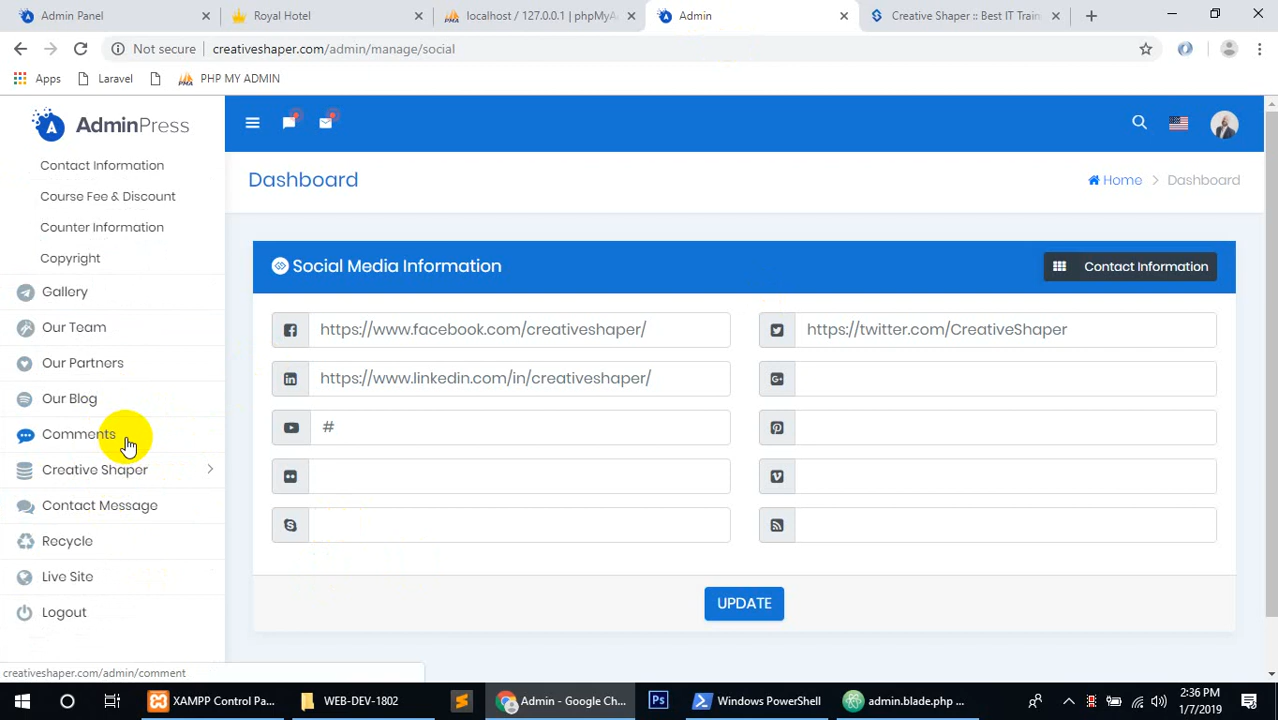 Admin Panel
Royal Hotel
localhost / 127.0.0.1 | phpMyA
Admin
Creative Shaper :: Best IT Train
Not secure
creativeshaper.com/admin/manage/social
Apps
Laravel
PHP MY ADMIN
AdminPress
Contact Information
Course Fee & Discount
Counter Information
Copyright
Gallery
Our Team
Our Partners
Our Blog
Comments
Creative Shaper
Contact Message
Recycle
Live Site
Logout
Dashboard
Home
Dashboard
Social Media Information
Contact Information
https://www.facebook.com/creativeshaper/
https://twitter.com/CreativeShaper
https://www.linkedin.com/in/creativeshaper/
#
UPDATE
creativeshaper.com/admin/comment
XAMPP Control Pa...
WEB-DEV-1802
Admin - Google Ch...
Ps
Windows PowerShell
admin.blade.php ...
2:36 PM
1/7/2019